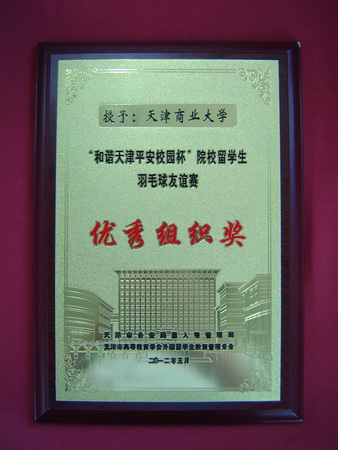 授予：天津商业大学
“和谐天津平安校园杯”院校留学生
羽毛球友谊赛
优秀组织奖
天津市公安局出入境管理局
天津市高等教育学会外国留学生教育管理分会
二〇一二年五月